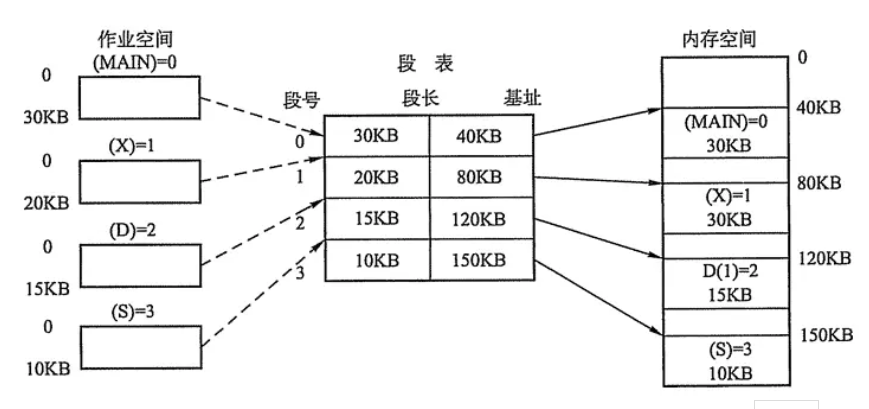 作业空间
(MAIN)=0
0
30KB
(X)=1
0
20KB
(D)=2
0
15KB
(S)=3
0
10KB
段 表
段号 段长 基址
0 30KB 40KB
1 20KB 80KB
2 15KB 120KB
3 10KB 150KB
内存空间
0
40KB
(MAIN)=0
30KB
80KB
(X)=1
30KB
120KB
D(1)=2
15KB
150KB
(S)=3
10KB